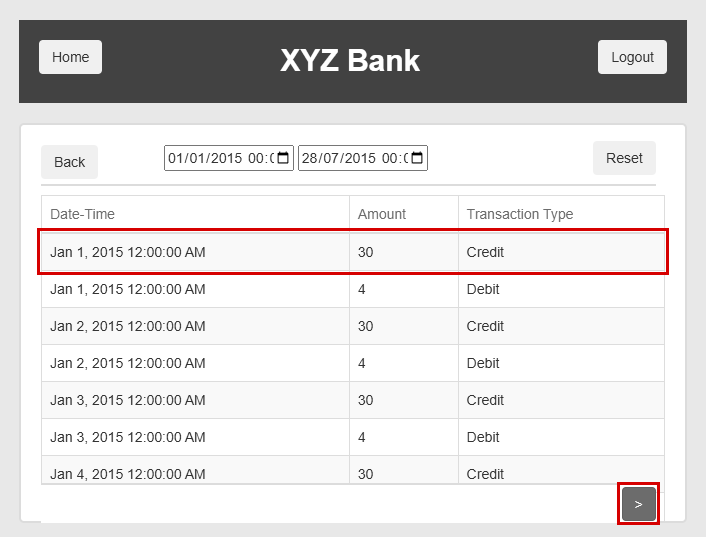 Home XYZ Bank Logout
Back 01/01/2015 00:0 28/07/2015 00:0 Reset
Date-Time Amount Transaction Type
Jan 1, 2015 12:00:00 AM 30 Credit
Jan 1, 2015 12:00:00 AM 4 Debit
Jan 2, 2015 12:00:00 AM 30 Credit
Jan 2, 2015 12:00:00 AM 4 Debit
Jan 3, 2015 12:00:00 AM 30 Credit
Jan 3, 2015 12:00:00 AM 4 Debit
Jan 4, 2015 12:00:00 AM 30 Credit
>